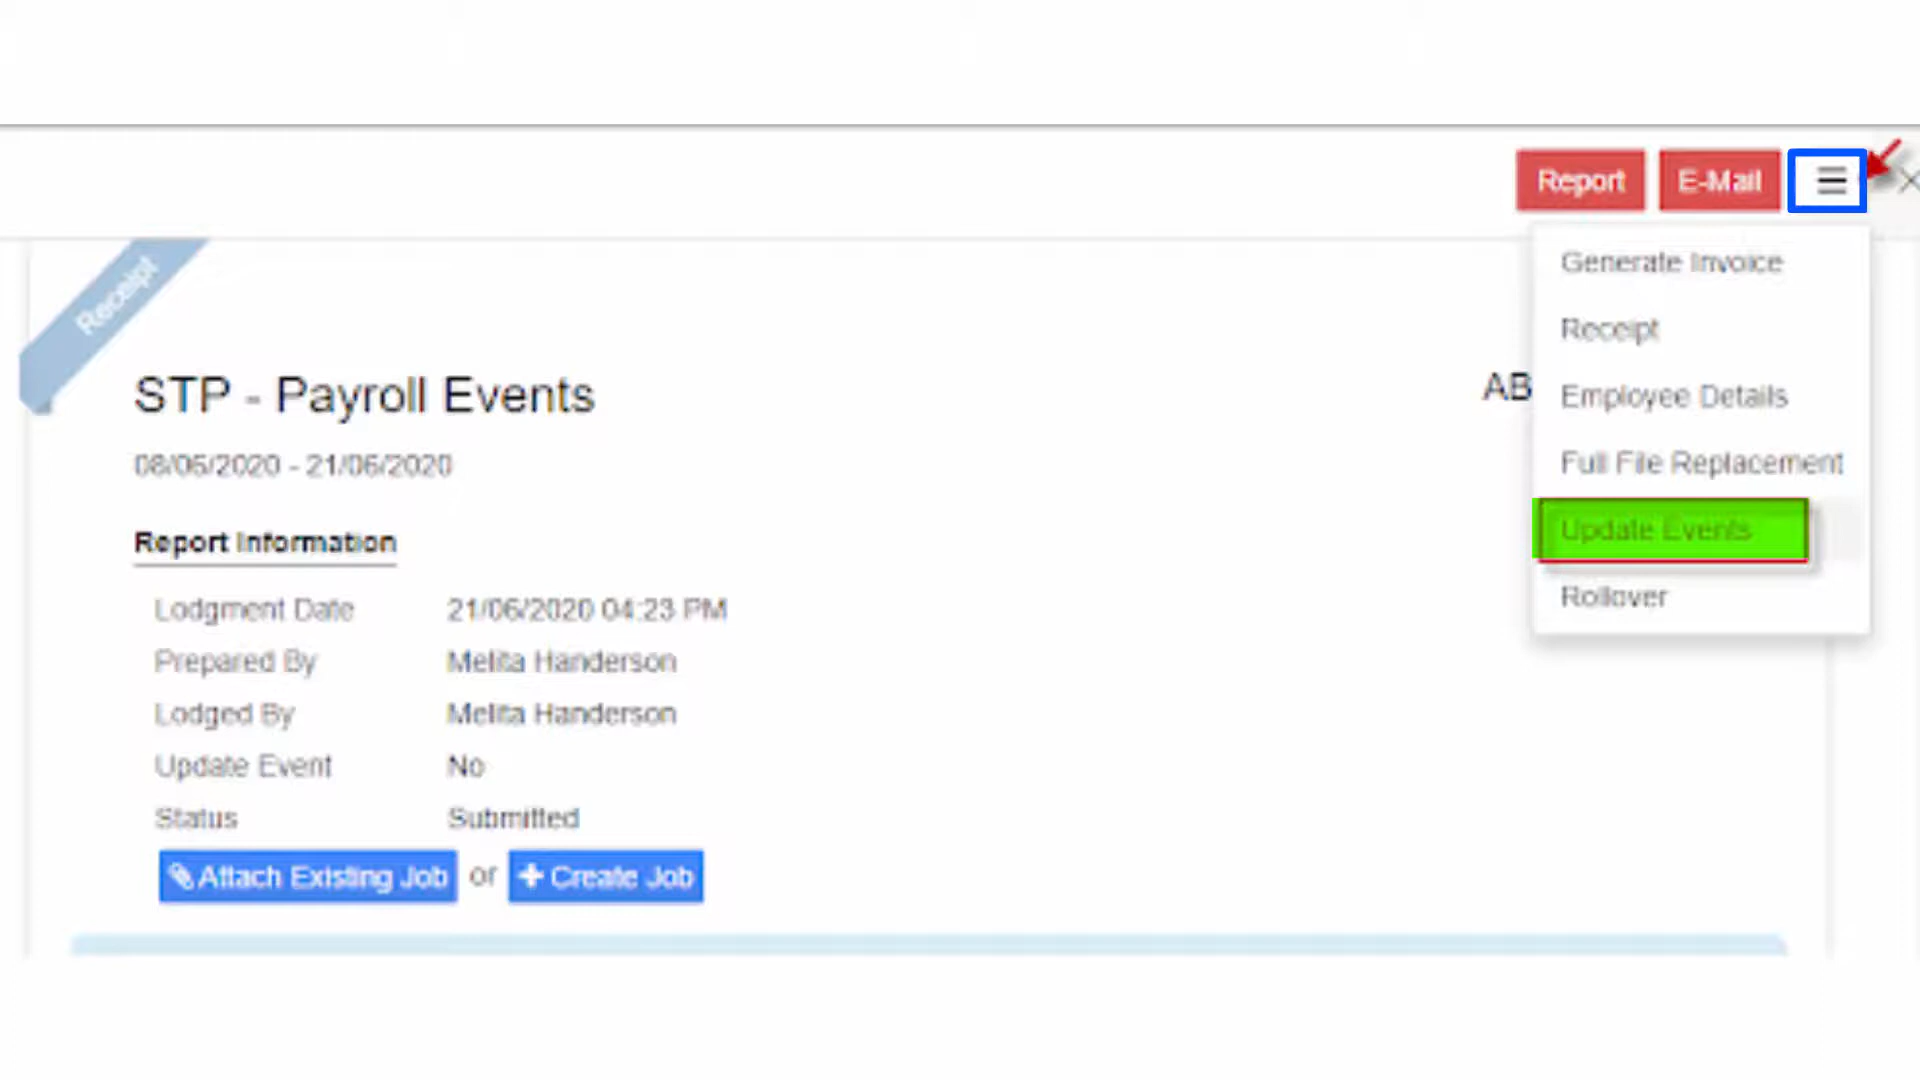 Report E-Mail
Generate Invoice
Receipt
Employee Details
Full File Replacement
Update Events
Rollover
Receipt
STP - Payroll Events
AB
08/06/2020 - 21/06/2020
Report Information
Lodgment Date 21/06/2020 04:23 PM
Prepared By Melita Handerson
Lodged By Melita Handerson
Update Event No
Status Submitted
Attach Existing Job or + Create Job